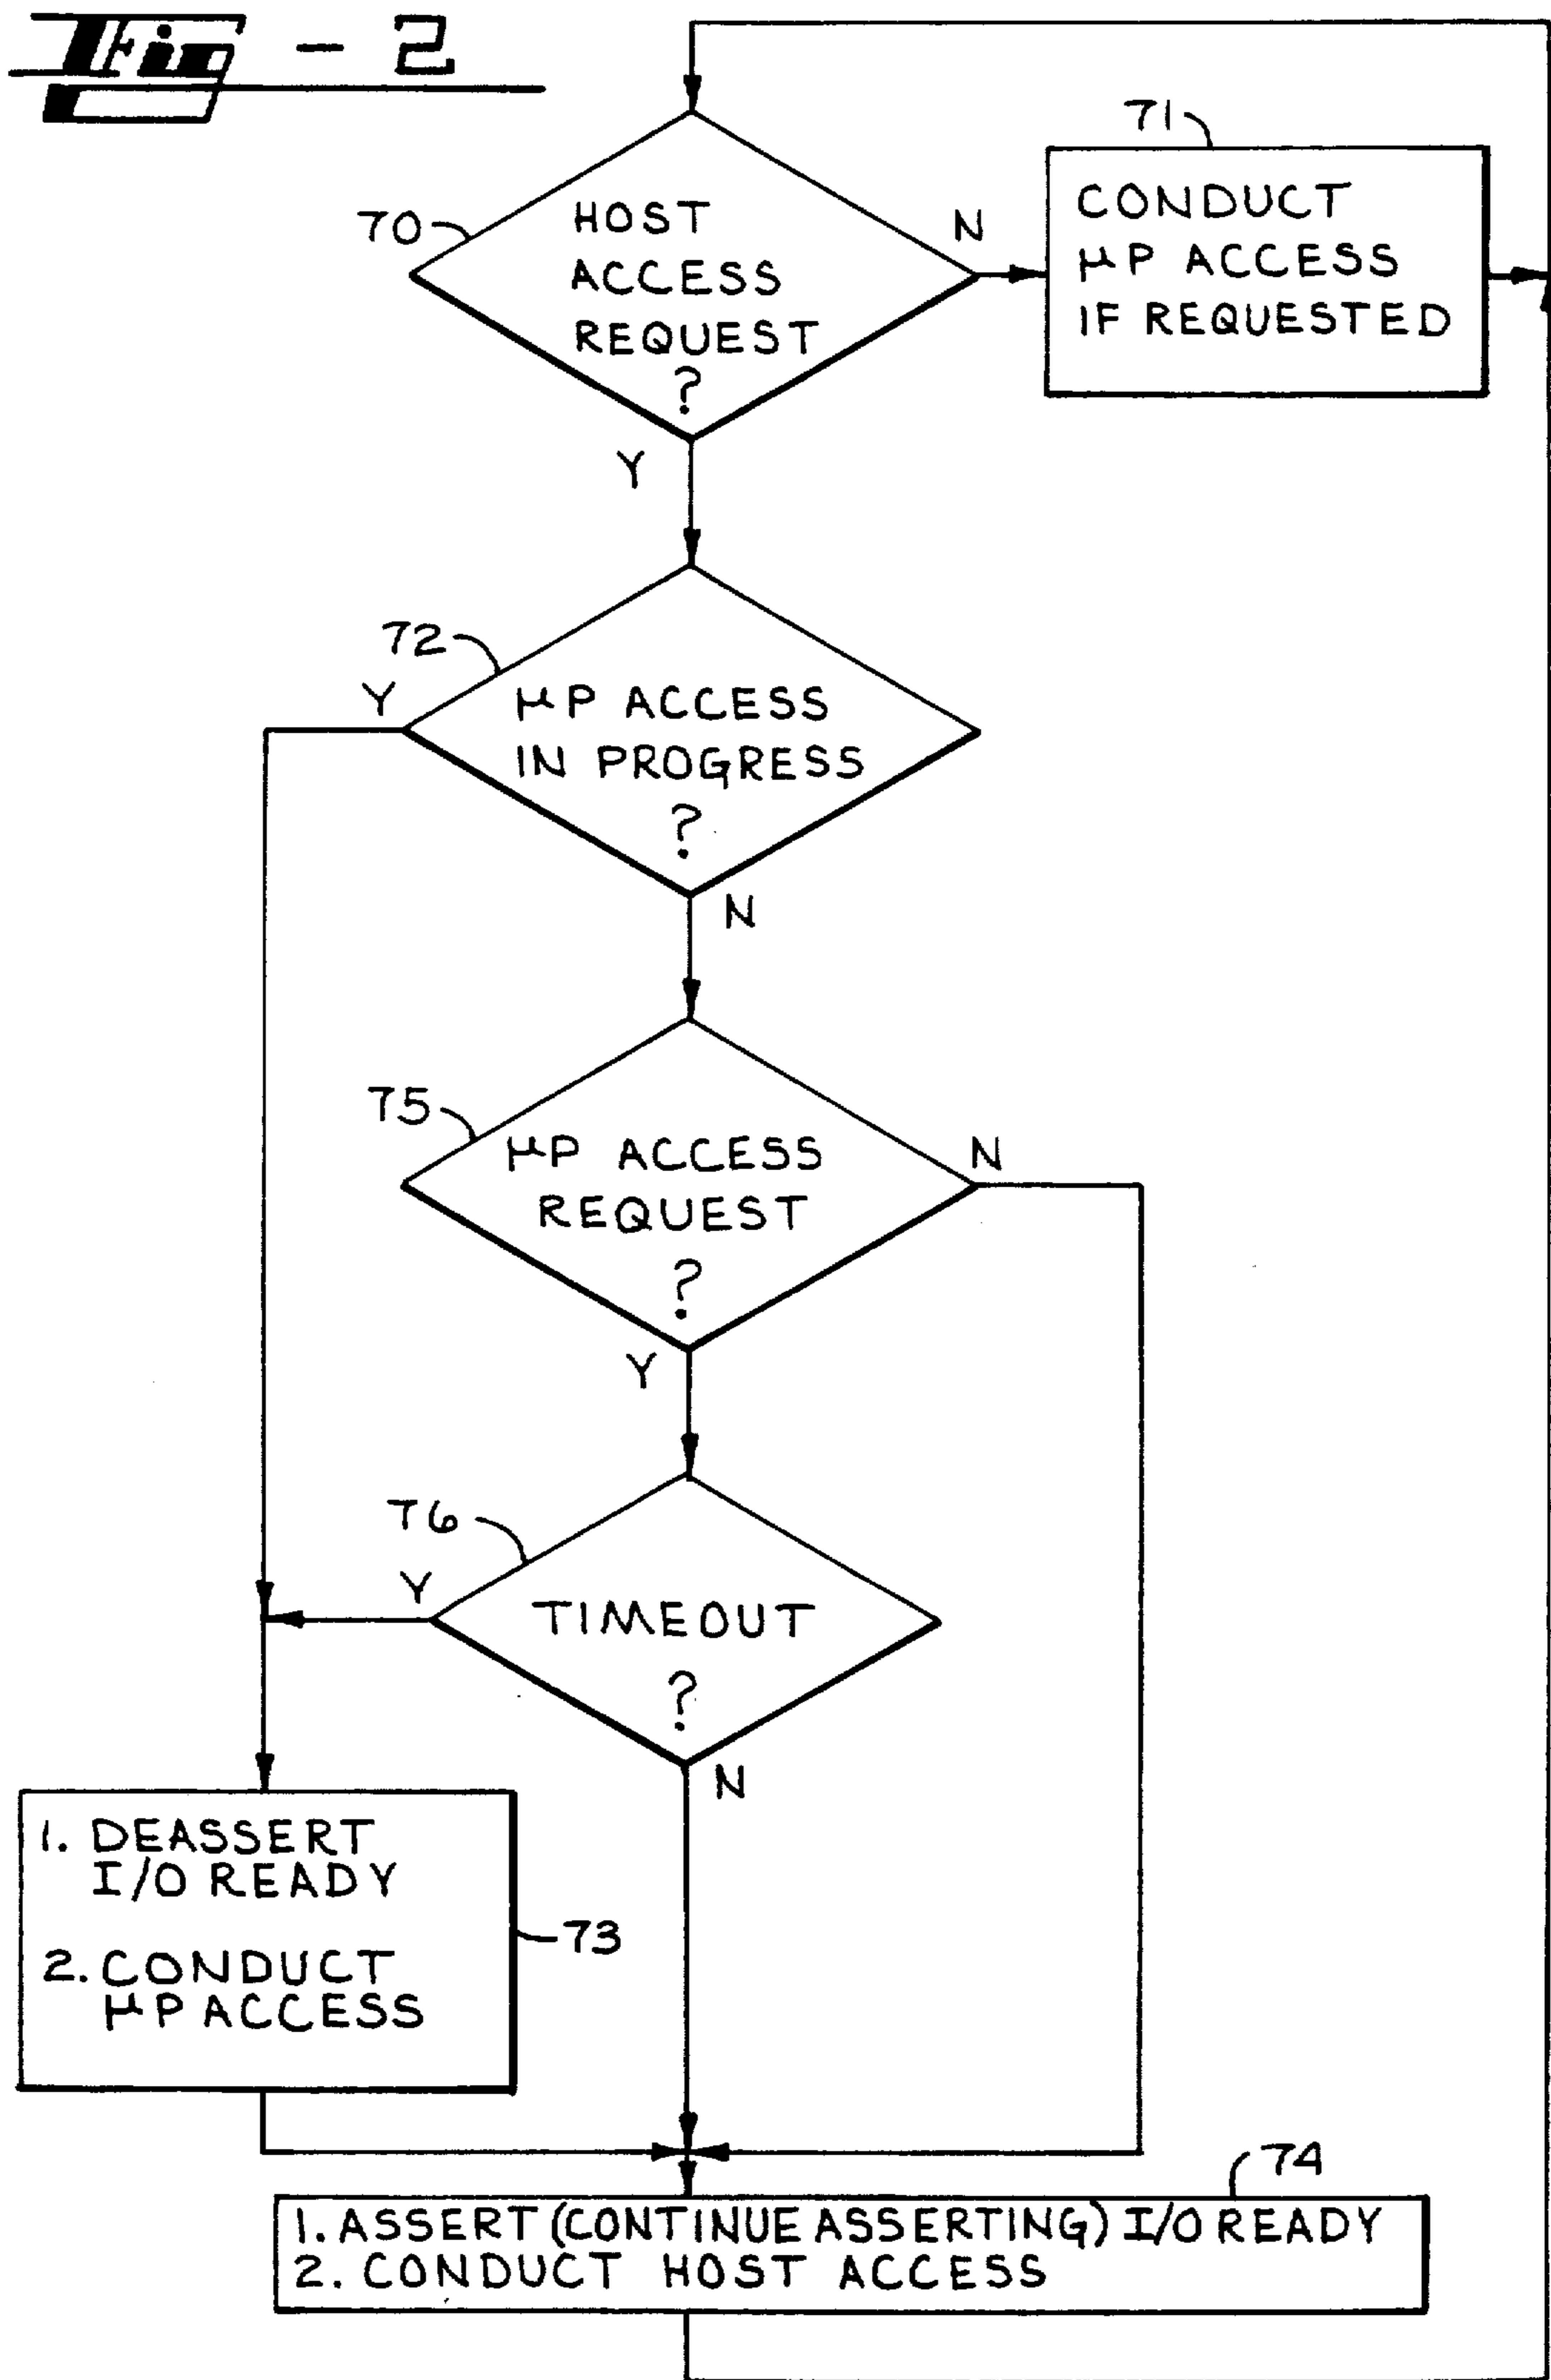 Fig - 2
71
70
HOST
ACCESS
REQUEST
?
N
CONDUCT
μP ACCESS
IF REQUESTED
Y
72
Y
μP ACCESS
IN PROGRESS
?
N
75
μP ACCESS
REQUEST
?
N
Y
76
Y
TIMEOUT
?
N
1. DEASSERT
I/O READY
2. CONDUCT
μP ACCESS
73
74
1. ASSERT (CONTINUE ASSERTING) I/O READY
2. CONDUCT HOST ACCESS